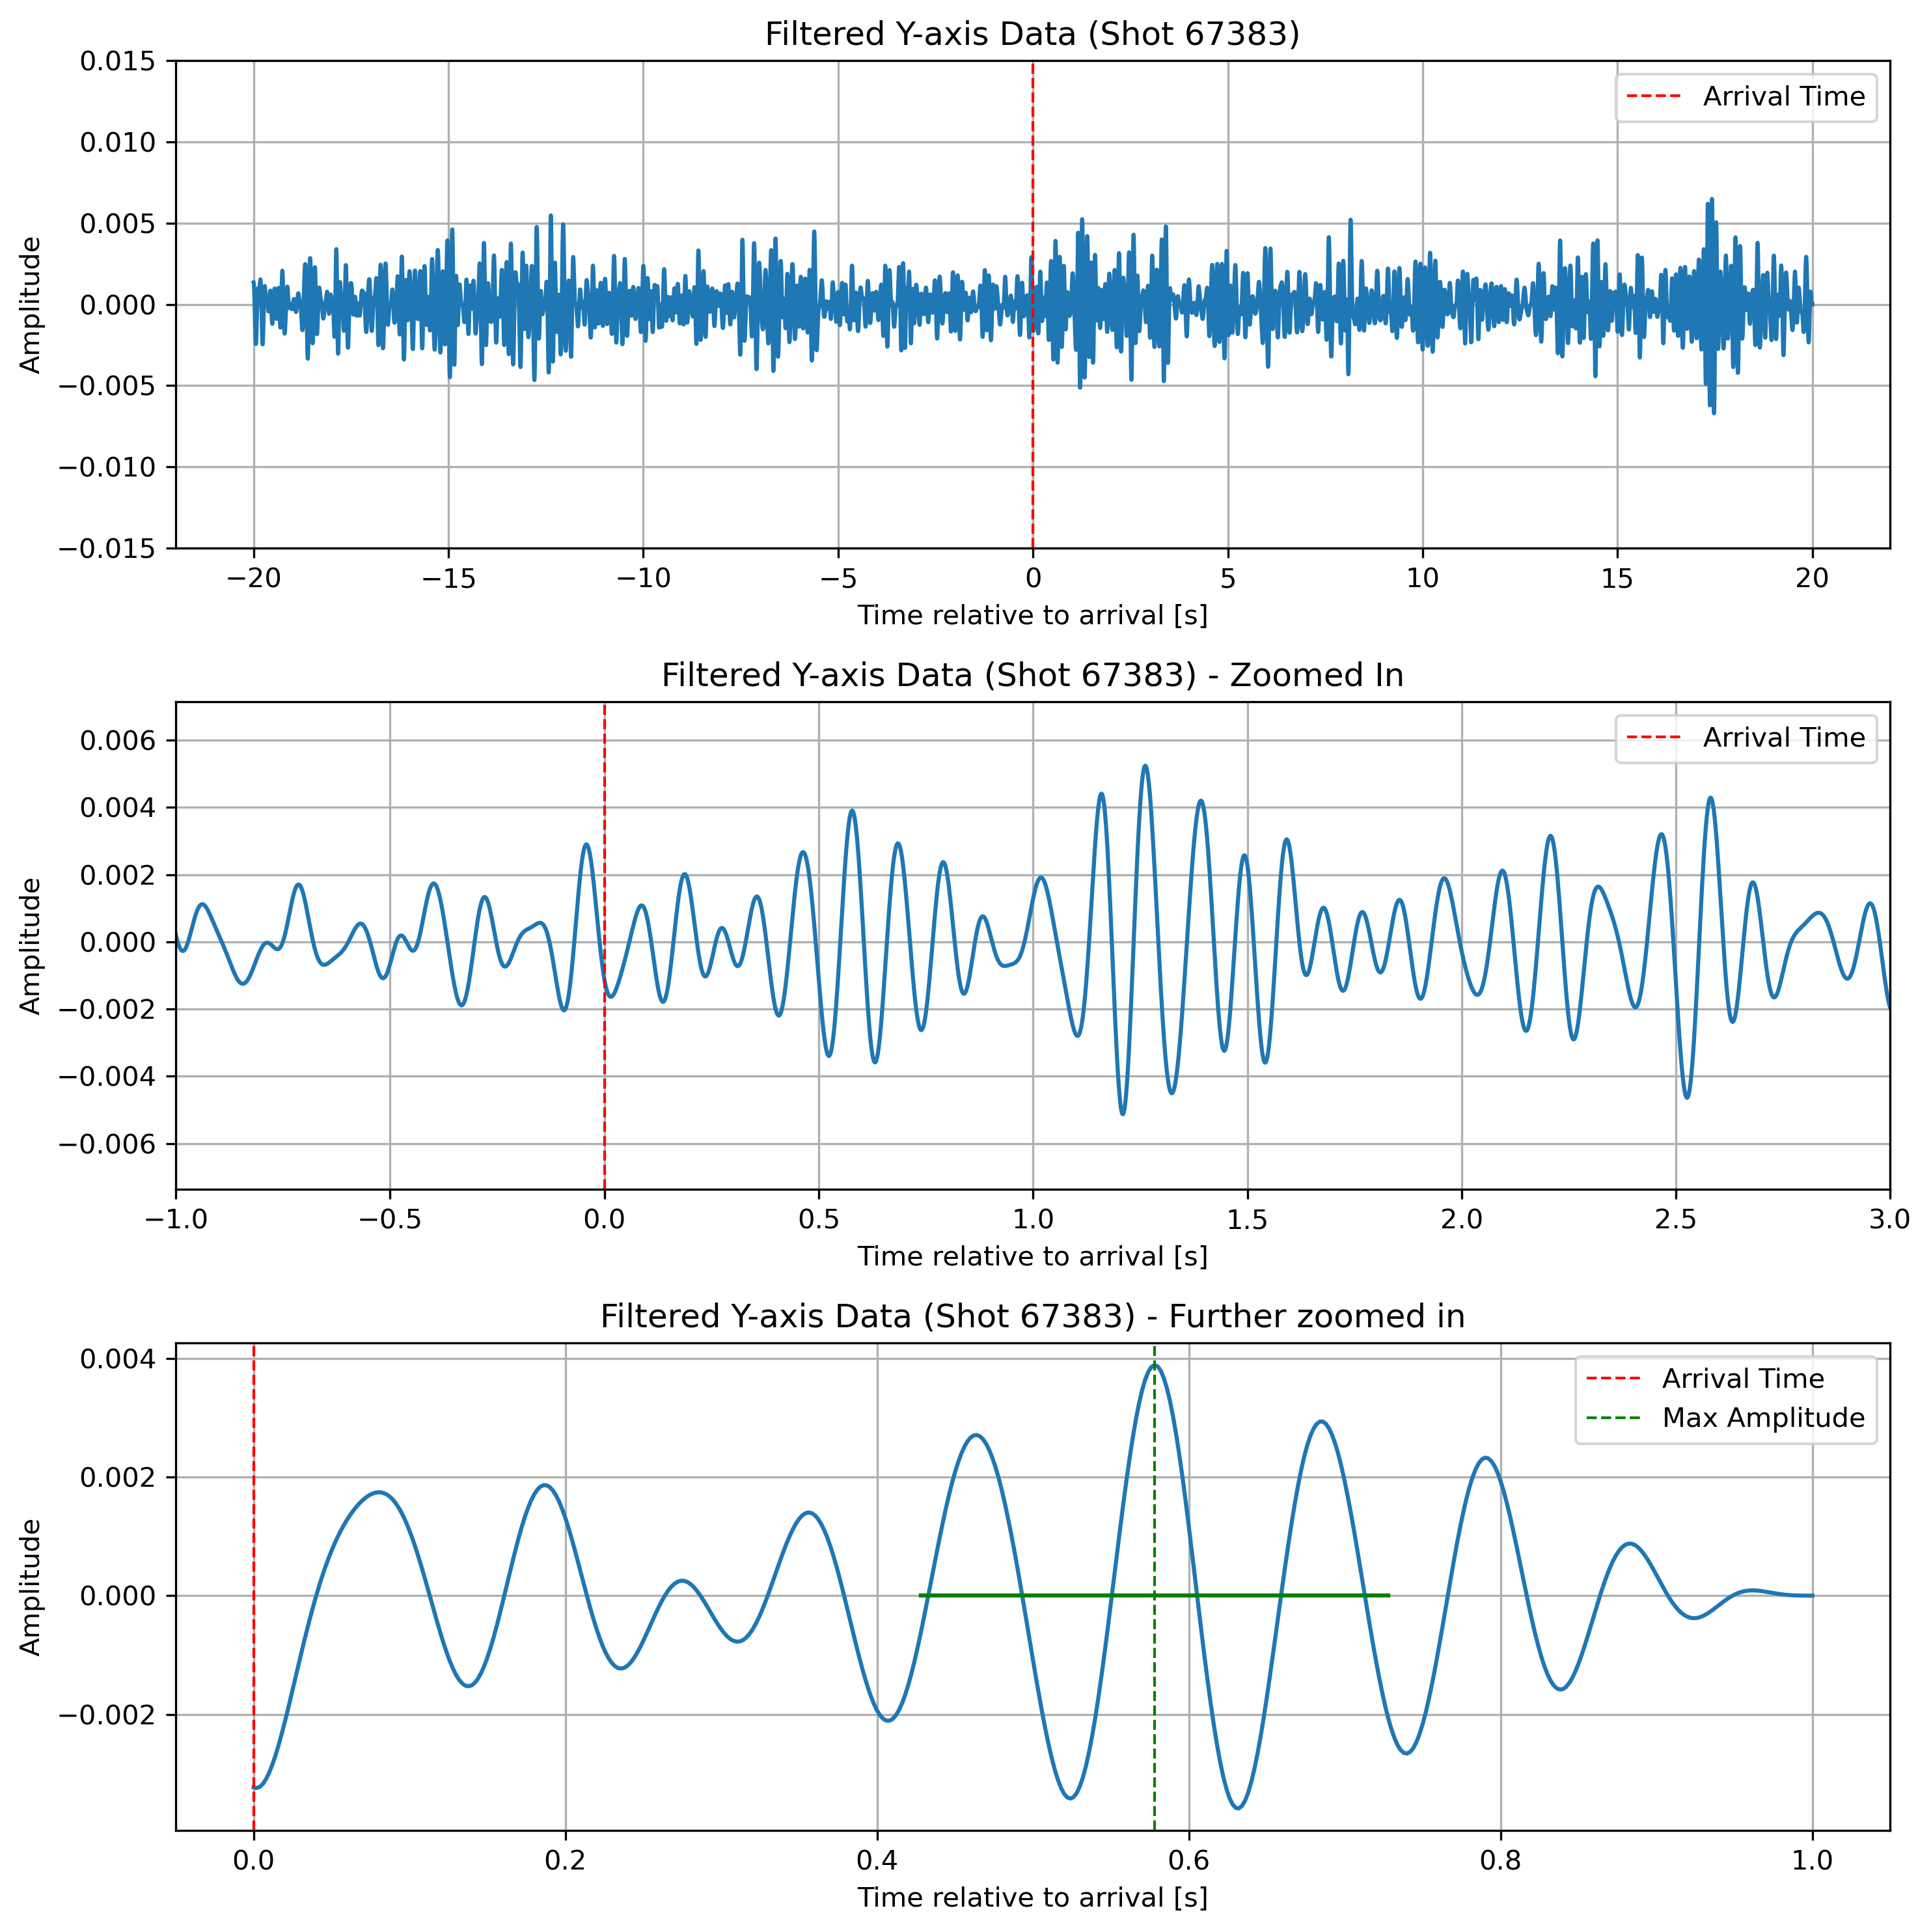 Filtered Y-axis Data (Shot 67383)
0.015
0.010
0.005
0.000
−0.005
−0.010
−0.015
Amplitude
Arrival Time
−20 −15 −10 −5 0 5 10 15 20
Time relative to arrival [s]
Filtered Y-axis Data (Shot 67383) - Zoomed In
0.006
0.004
0.002
0.000
−0.002
−0.004
−0.006
Amplitude
Arrival Time
−1.0 −0.5 0.0 0.5 1.0 1.5 2.0 2.5 3.0
Time relative to arrival [s]
Filtered Y-axis Data (Shot 67383) - Further zoomed in
0.004
0.002
0.000
−0.002
Amplitude
Arrival Time
Max Amplitude
0.0 0.2 0.4 0.6 0.8 1.0
Time relative to arrival [s]